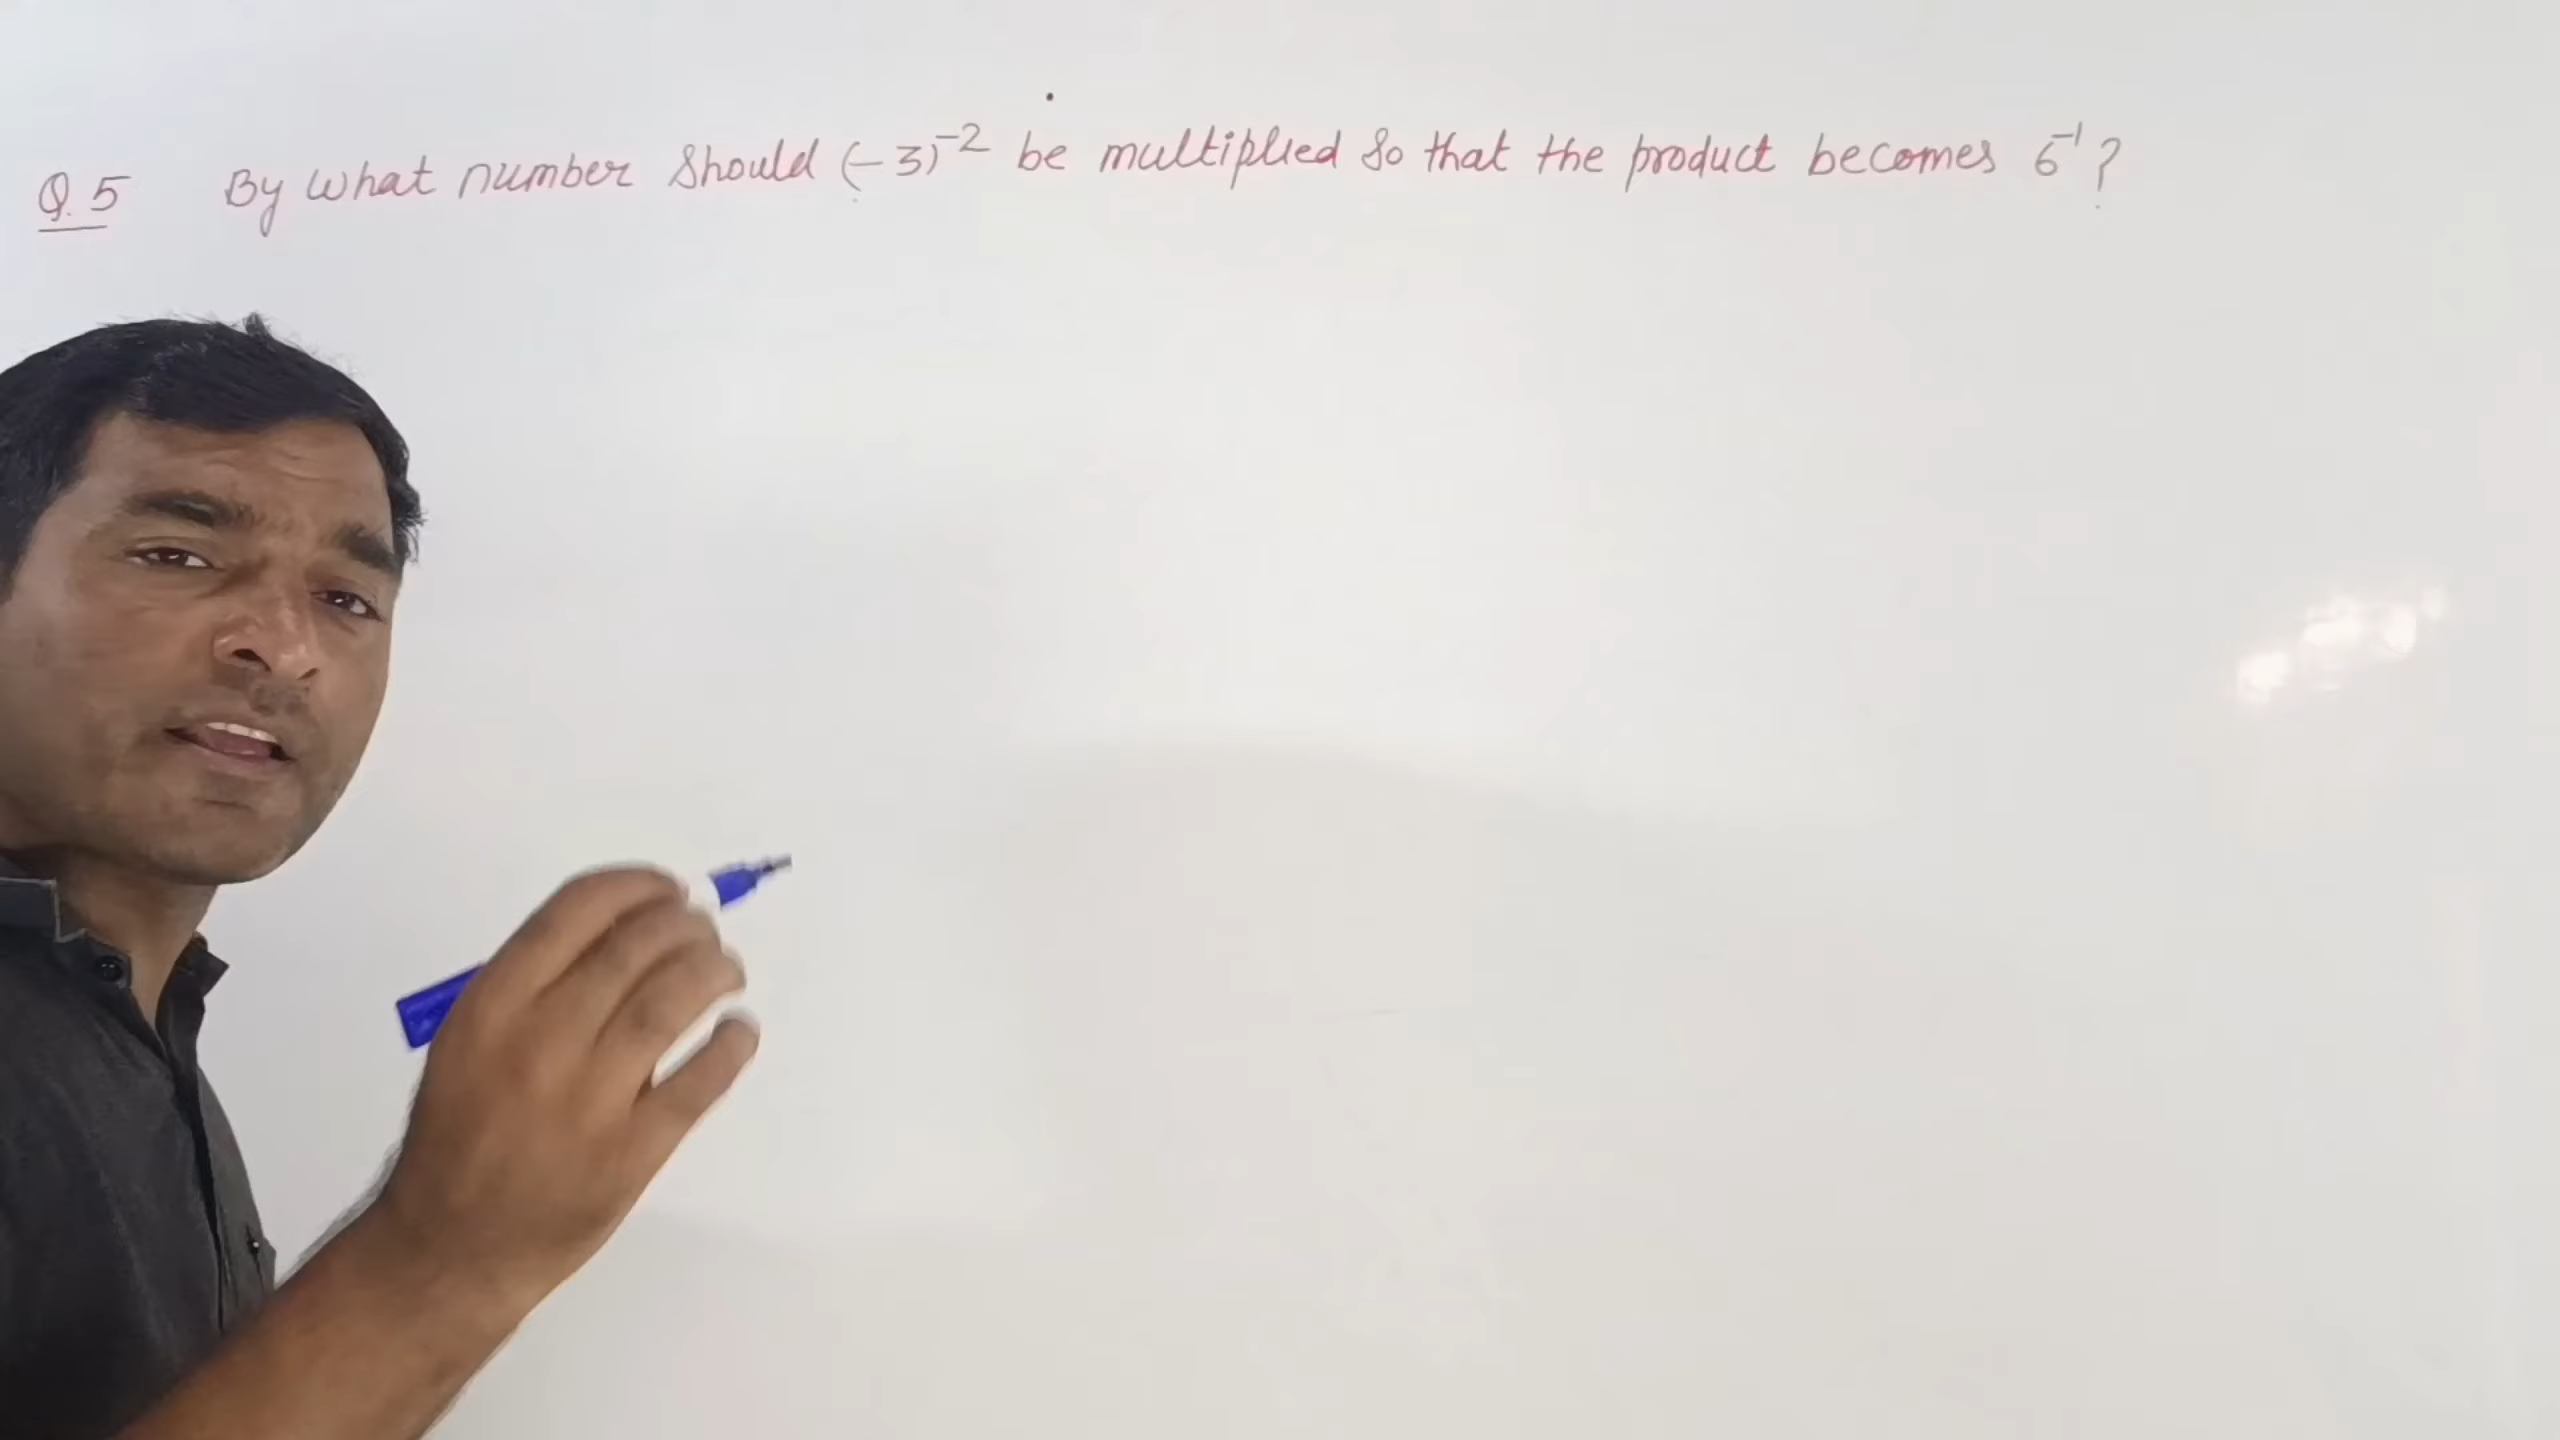 Q.5 By what number should (-3)⁻² be multiplied so that the product becomes 6⁻¹?